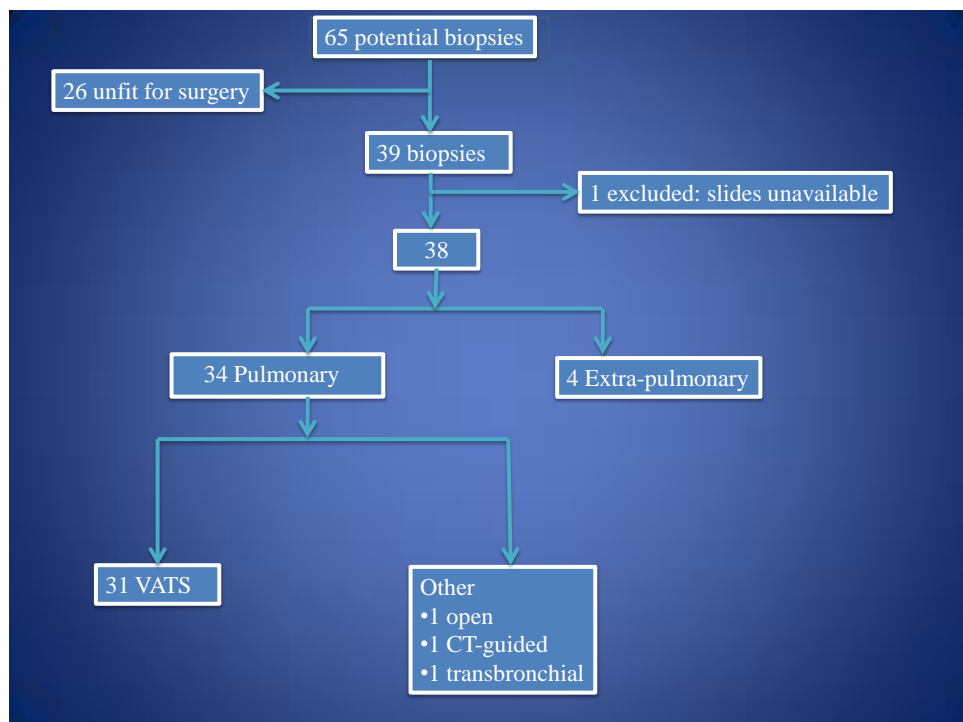 65 potential biopsies
26 unfit for surgery
39 biopsies
1 excluded: slides unavailable
38
34 Pulmonary
4 Extra-pulmonary
31 VATS
Other
•1 open
•1 CT-guided
•1 transbronchial